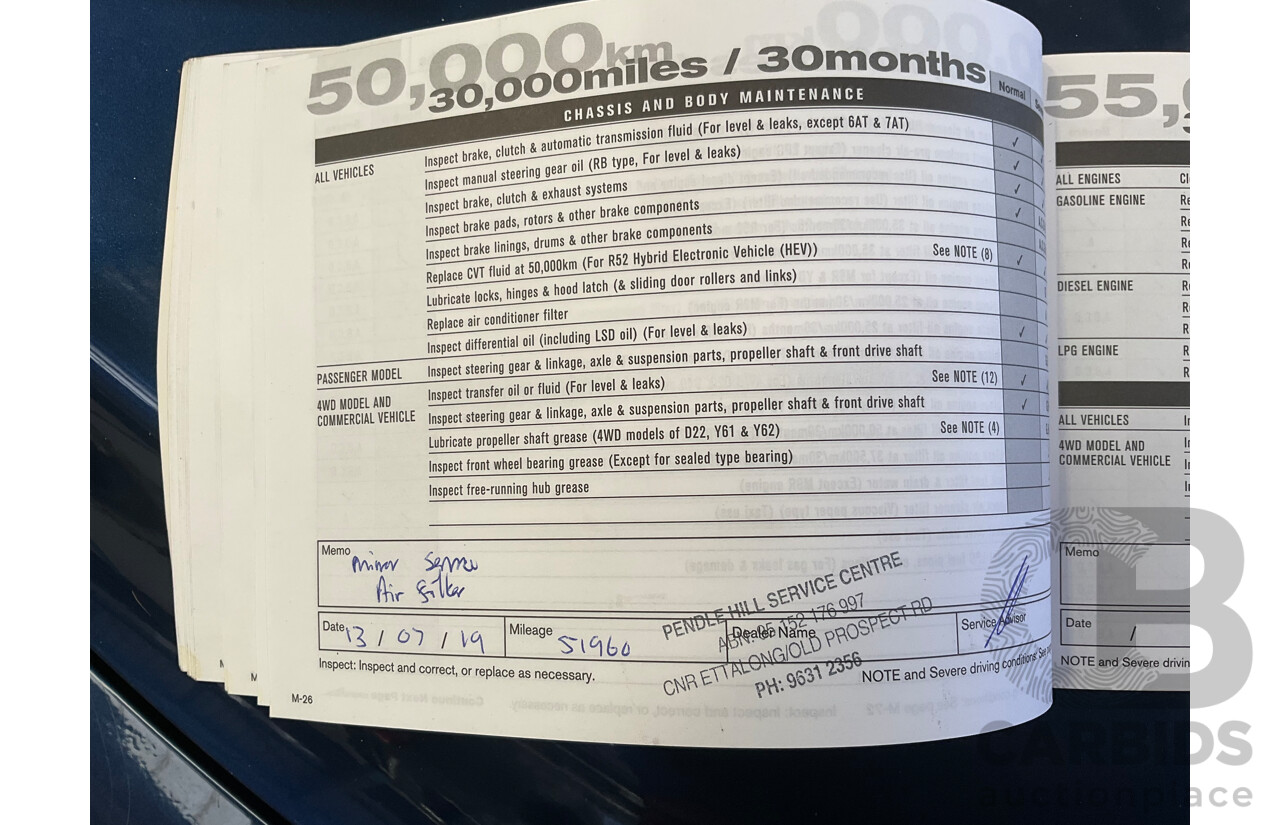 50,000km
30,000miles / 30months
CHASSIS AND BODY MAINTENANCE
Normal
ALL VEHICLES
Inspect brake, clutch & automatic transmission fluid (For level & leaks, except 6AT & 7AT)
✓
Inspect manual steering gear oil (RB type, For level & leaks)
✓
Inspect brake, clutch & exhaust systems
✓
Inspect brake pads, rotors & other brake components
✓
Inspect brake linings, drums & other brake components
Replace CVT fluid at 50,000km (For R52 Hybrid Electronic Vehicle (HEV)) See NOTE (8)
✓
Lubricate locks, hinges & hood latch (& sliding door rollers and links)
Replace air conditioner filter
Inspect differential oil (including LSD oil) (For level & leaks)
✓
PASSENGER MODEL
Inspect steering gear & linkage, axle & suspension parts, propeller shaft & front drive shaft
4WD MODEL AND
COMMERCIAL VEHICLE
Inspect transfer oil or fluid (For level & leaks) See NOTE (12)
✓
Inspect steering gear & linkage, axle & suspension parts, propeller shaft & front drive shaft
✓
Lubricate propeller shaft grease (4WD models of D22, Y61 & Y62) See NOTE (4)
Inspect front wheel bearing grease (Except for sealed type bearing)
Inspect free-running hub grease
Memo
Minor Service
Air Filter
Date 13 / 07 / 19
Mileage 51960
Dealer Name
Service Advisor
PENDLE HILL SERVICE CENTRE
ABN: 95 152 176 997
CNR ETTALONG/OLD PROSPECT RD
PH: 9631 2356
Inspect: Inspect and correct, or replace as necessary.
NOTE and Severe driving conditions: See
M-26
55,
ALL ENGINES
GASOLINE ENGINE
DIESEL ENGINE
LPG ENGINE
ALL VEHICLES
4WD MODEL AND
COMMERCIAL VEHICLE
Memo
Date /
NOTE and Severe drivin
CARBIDS
auctionplace